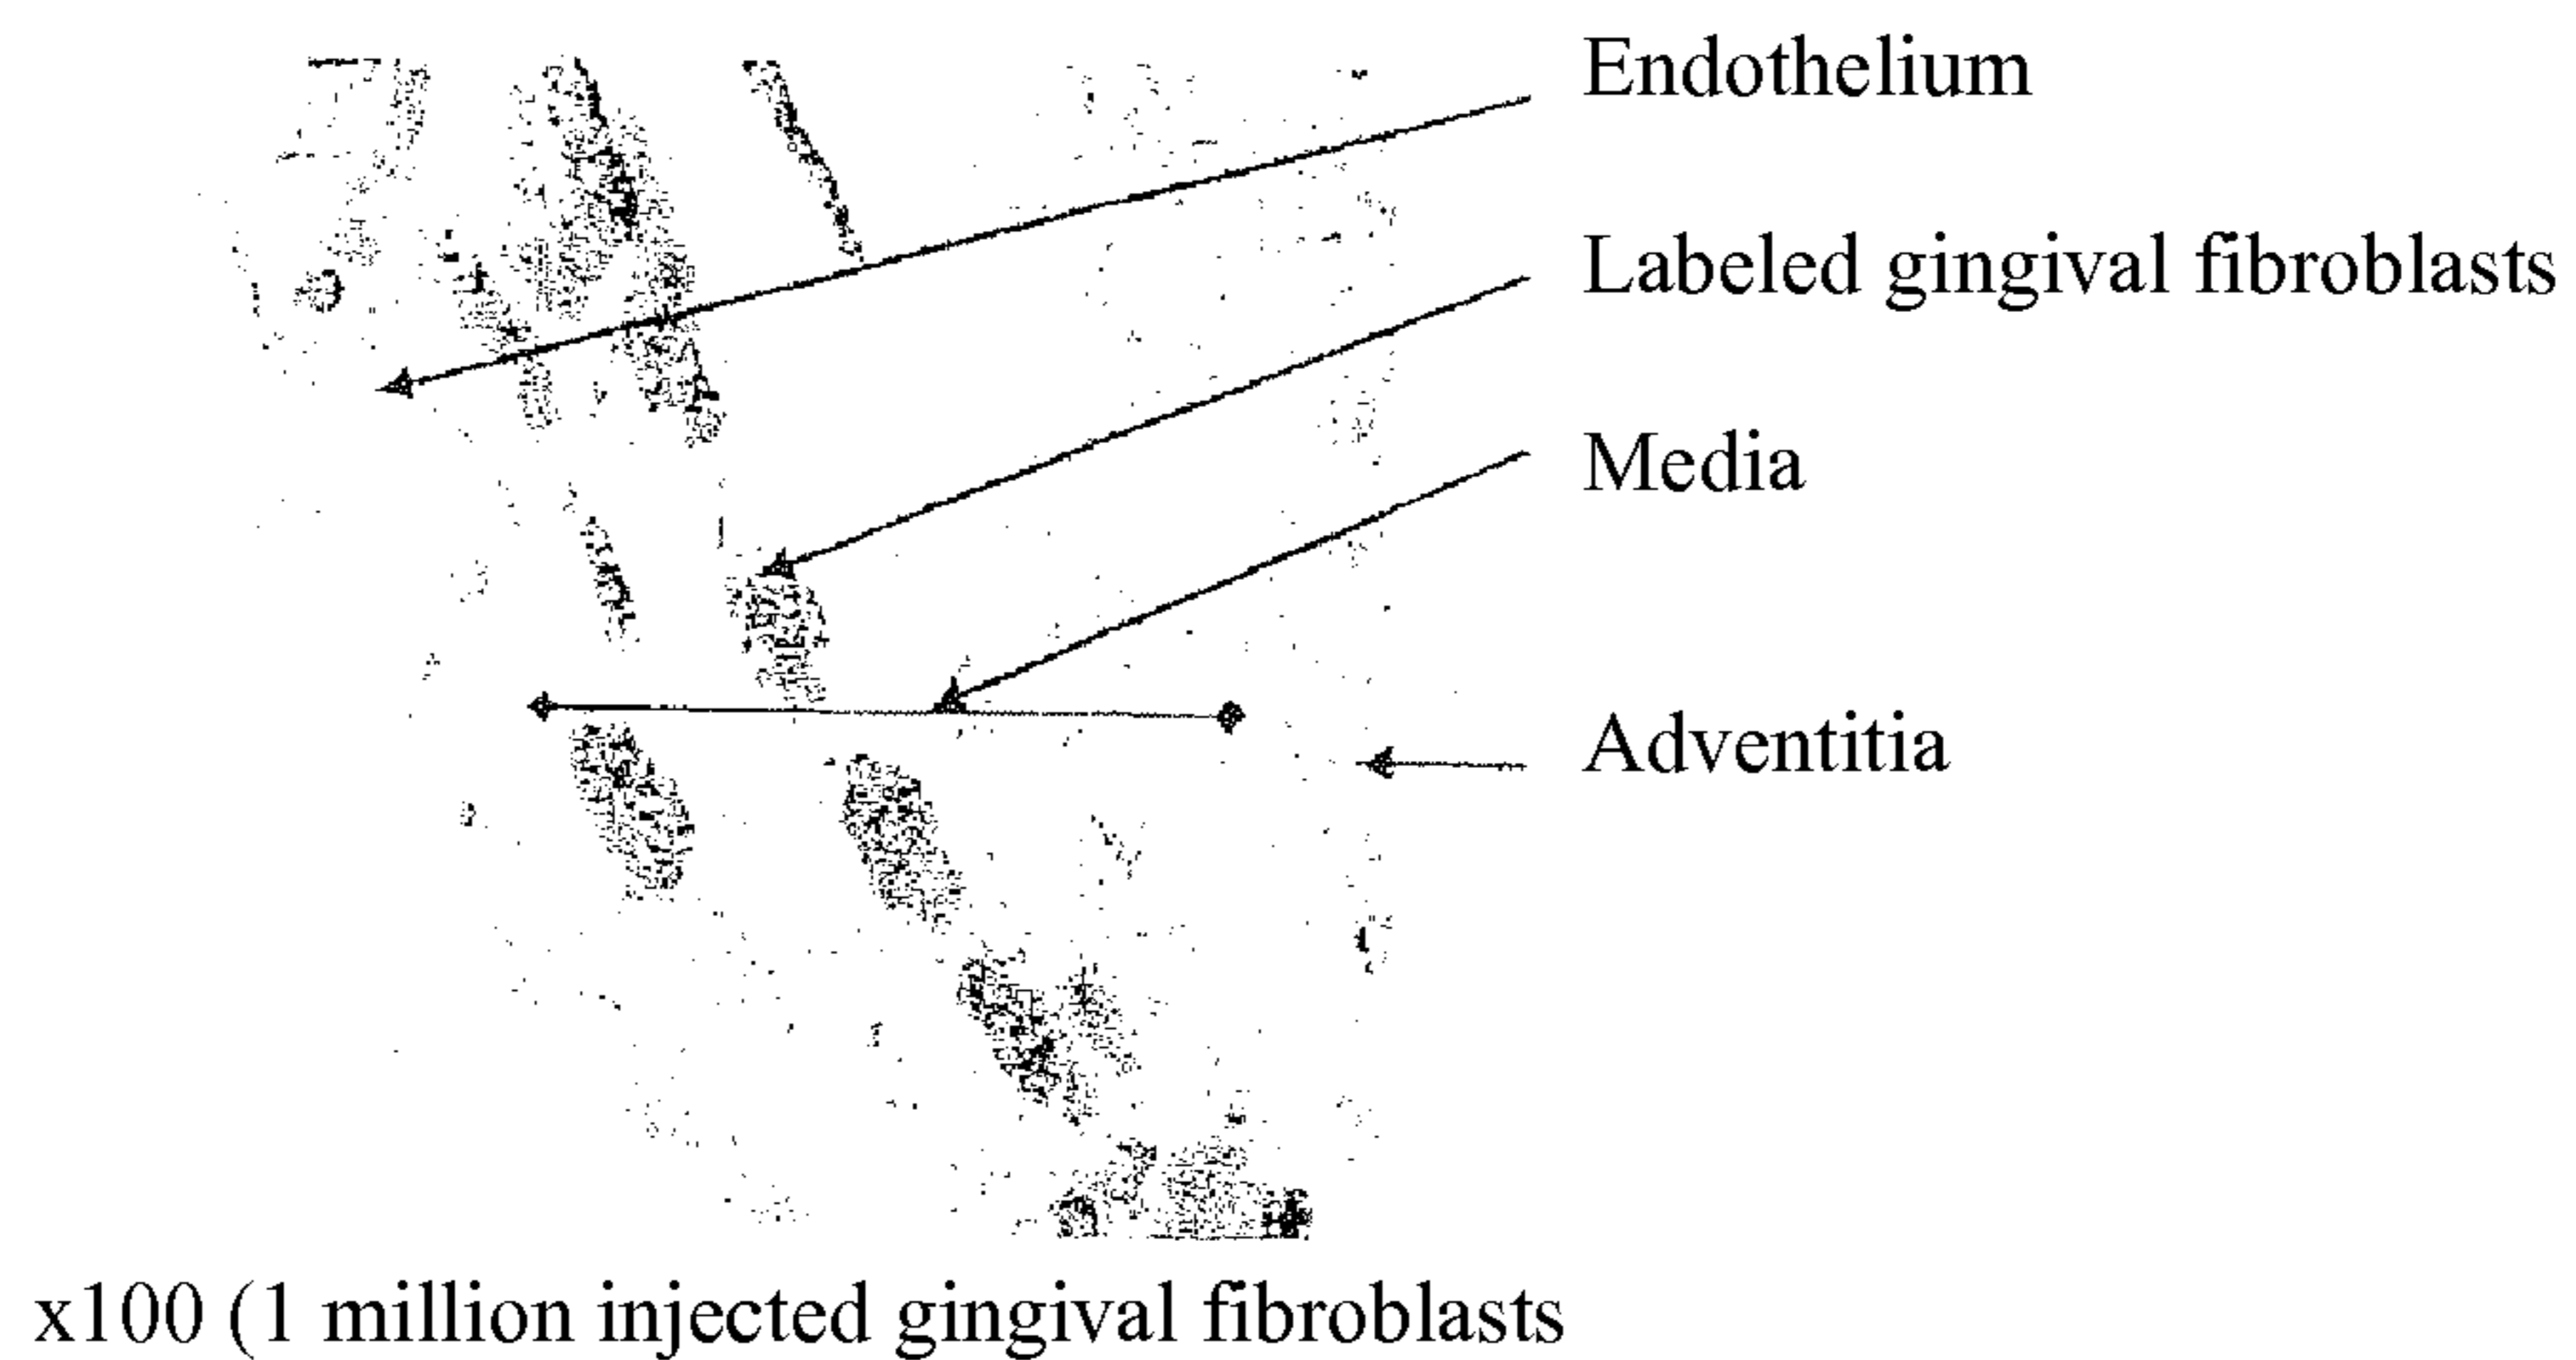 Endothelium
Labeled gingival fibroblasts
Media
Adventitia
x100 (1 million injected gingival fibroblasts